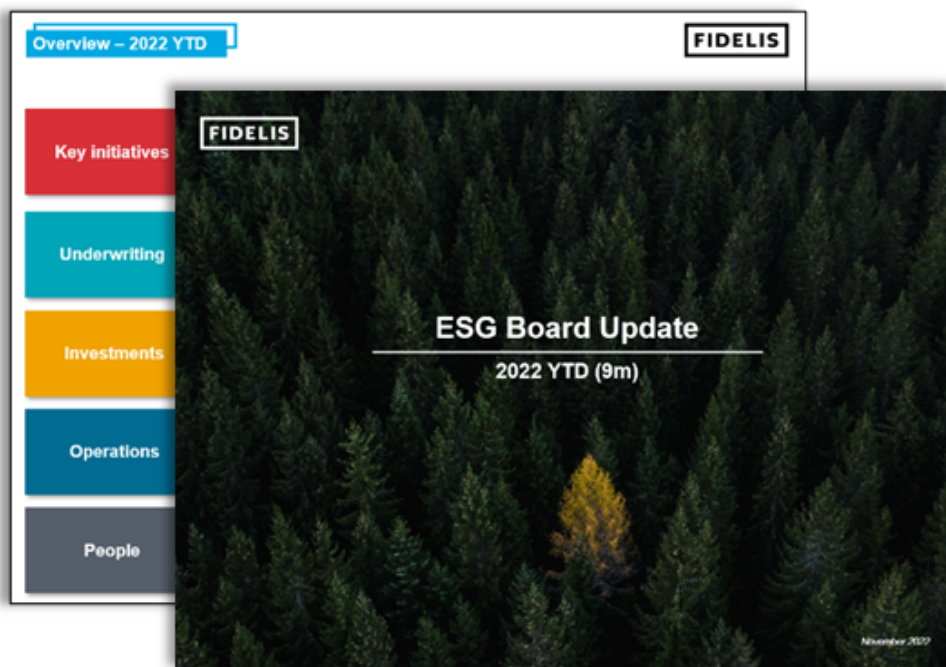 Overview – 2022 YTD
FIDELIS
Key initiatives
Underwriting
Investments
Operations
People
FIDELIS
ESG Board Update
2022 YTD (9m)
November 2022